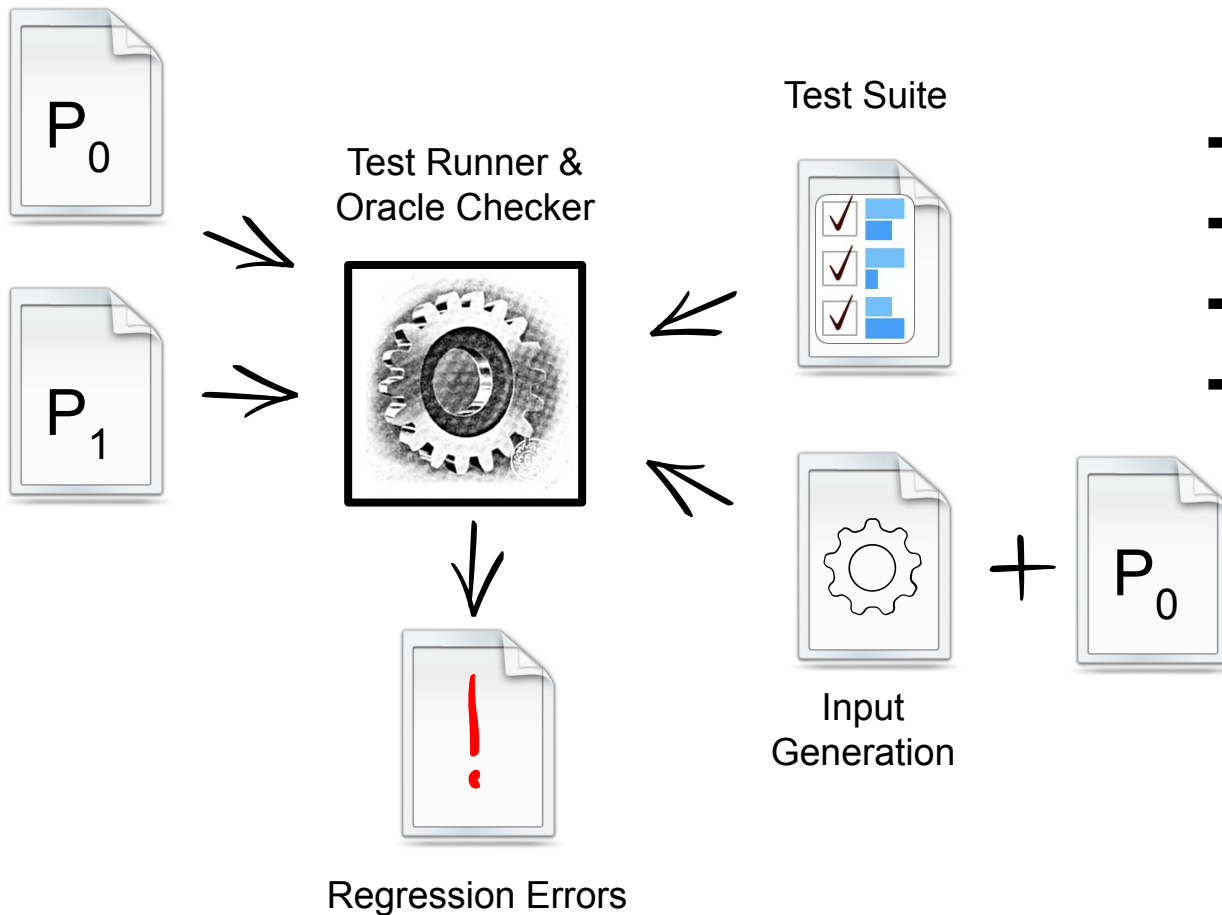 P₀
Test Runner &
Oracle Checker
Test Suite
P₁
P₀
Input
Generation
Regression Errors